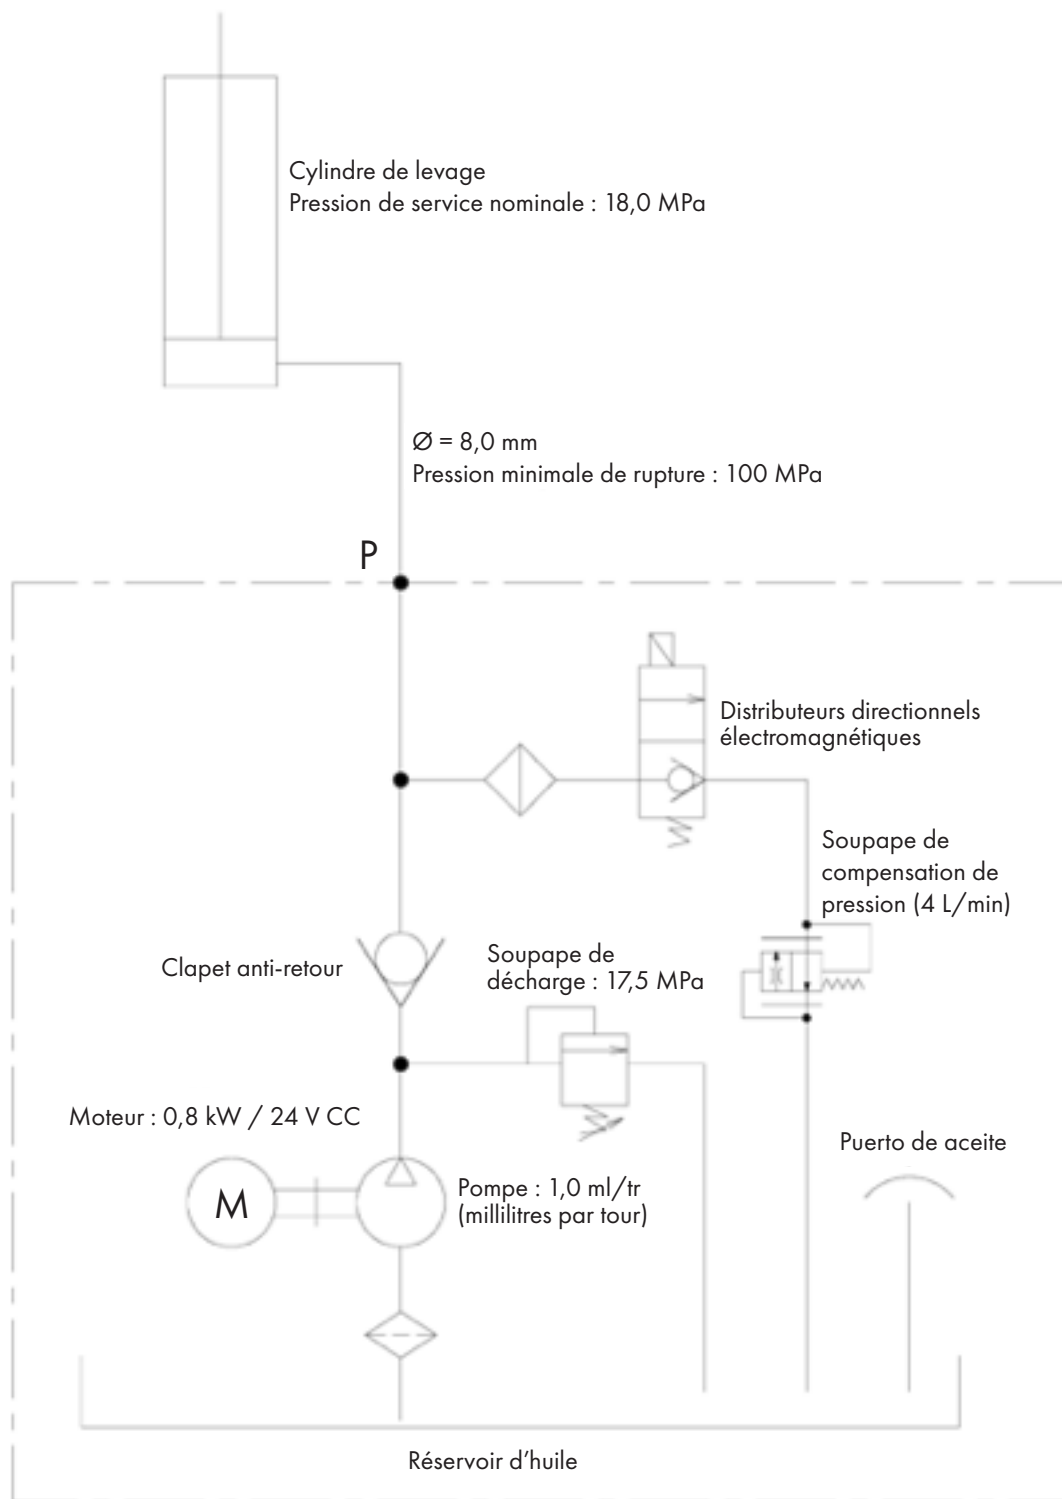 Cylindre de levage
Pression de service nominale : 18,0 MPa
Ø = 8,0 mm
Pression minimale de rupture : 100 MPa
P
Distributeurs directionnels
électromagnétiques
Soupape de
compensation de
pression (4 L/min)
Clapet anti-retour
Soupape de
décharge : 17,5 MPa
Moteur : 0,8 kW / 24 V CC
Puerto de aceite
M
Pompe : 1,0 ml/tr
(millilitres par tour)
Réservoir d'huile